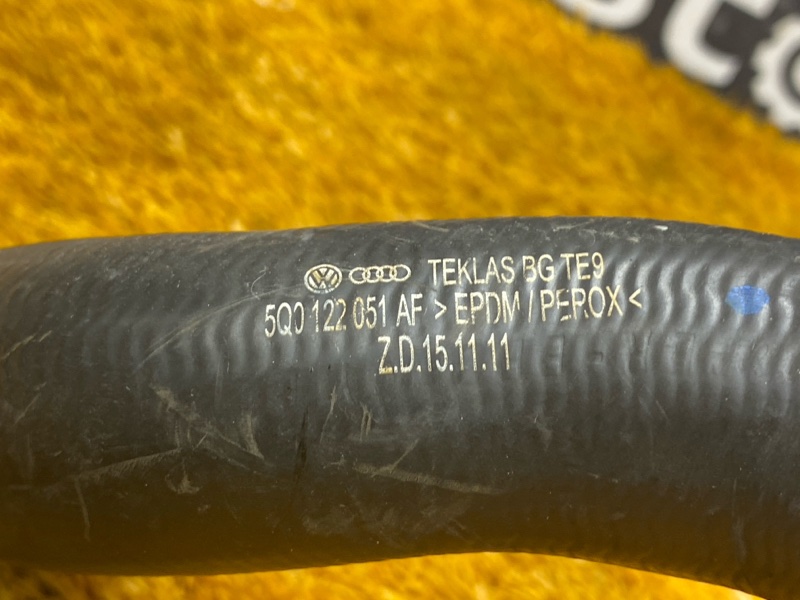 TEKLAS BG TE9
5Q0 122 051 AF > EPDM / PEROX <
Z.D.15.11.11